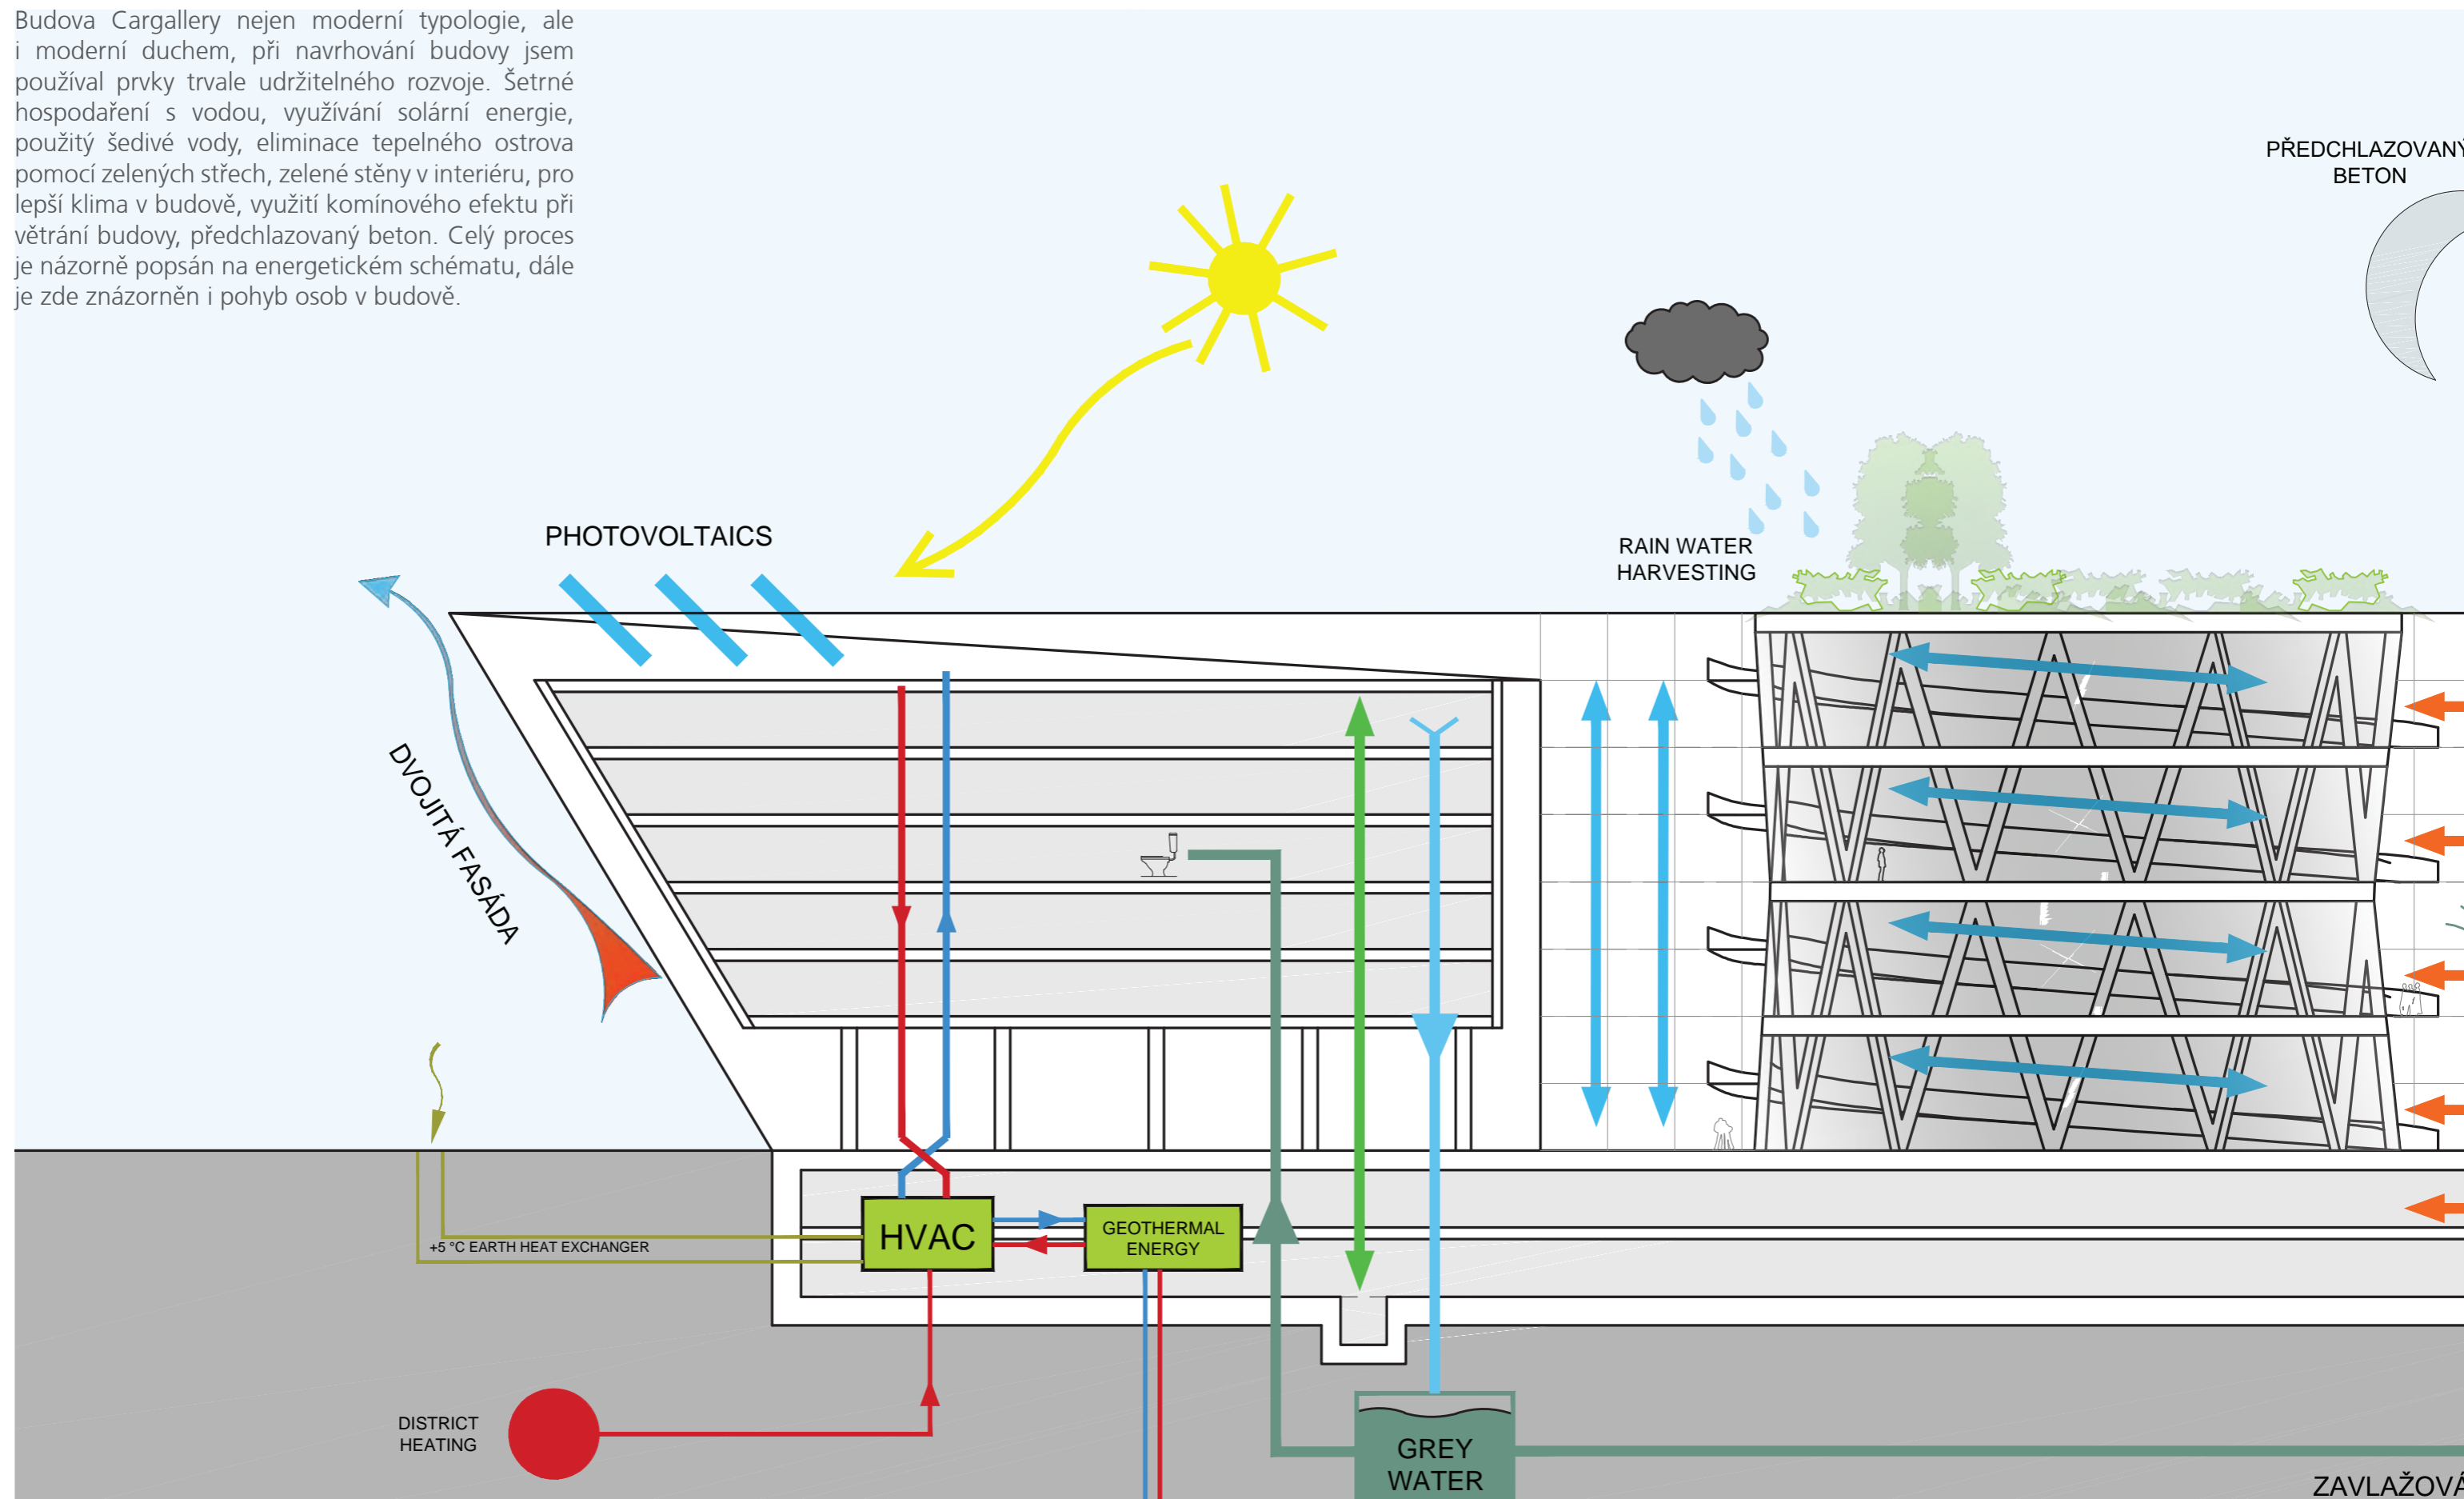 Budova Cargallery nejen moderní typologie, ale
i moderní duchem, při navrhování budovy jsem
používal prvky trvale udržitelného rozvoje. Šetrné
hospodaření s vodou, využívání solární energie,
použitý šedivé vody, eliminace tepelného ostrova
pomocí zelených střech, zelené stěny v interiéru, pro
lepší klima v budově, využití komínového efektu při
větrání budovy, předchlazovaný beton. Celý proces
je názorně popsán na energetickém schématu, dále
je zde znázorněn i pohyb osob v budově.
PŘEDCHLAZOVANÝ
BETON
PHOTOVOLTAICS
RAIN WATER
HARVESTING
DVOJITÁ FASÁDA
HVAC
GEOTHERMAL
ENERGY
+5 °C EARTH HEAT EXCHANGER
DISTRICT
HEATING
GREY
WATER